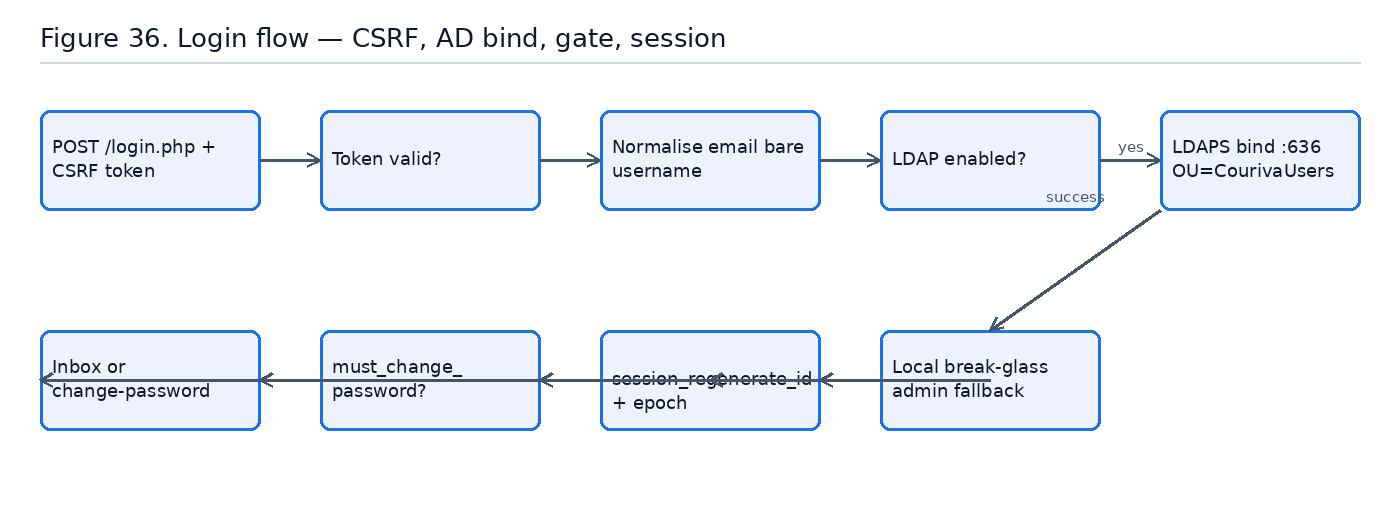 Figure 36. Login flow — CSRF, AD bind, gate, session
POST /login.php +
CSRF token
Token valid?
Normalise email bare
username
LDAP enabled?
yes
success
LDAPS bind :636
OU=CourivaUsers
Inbox or
change-password
must_change_
password?
session_regenerate_id
+ epoch
Local break-glass
admin fallback